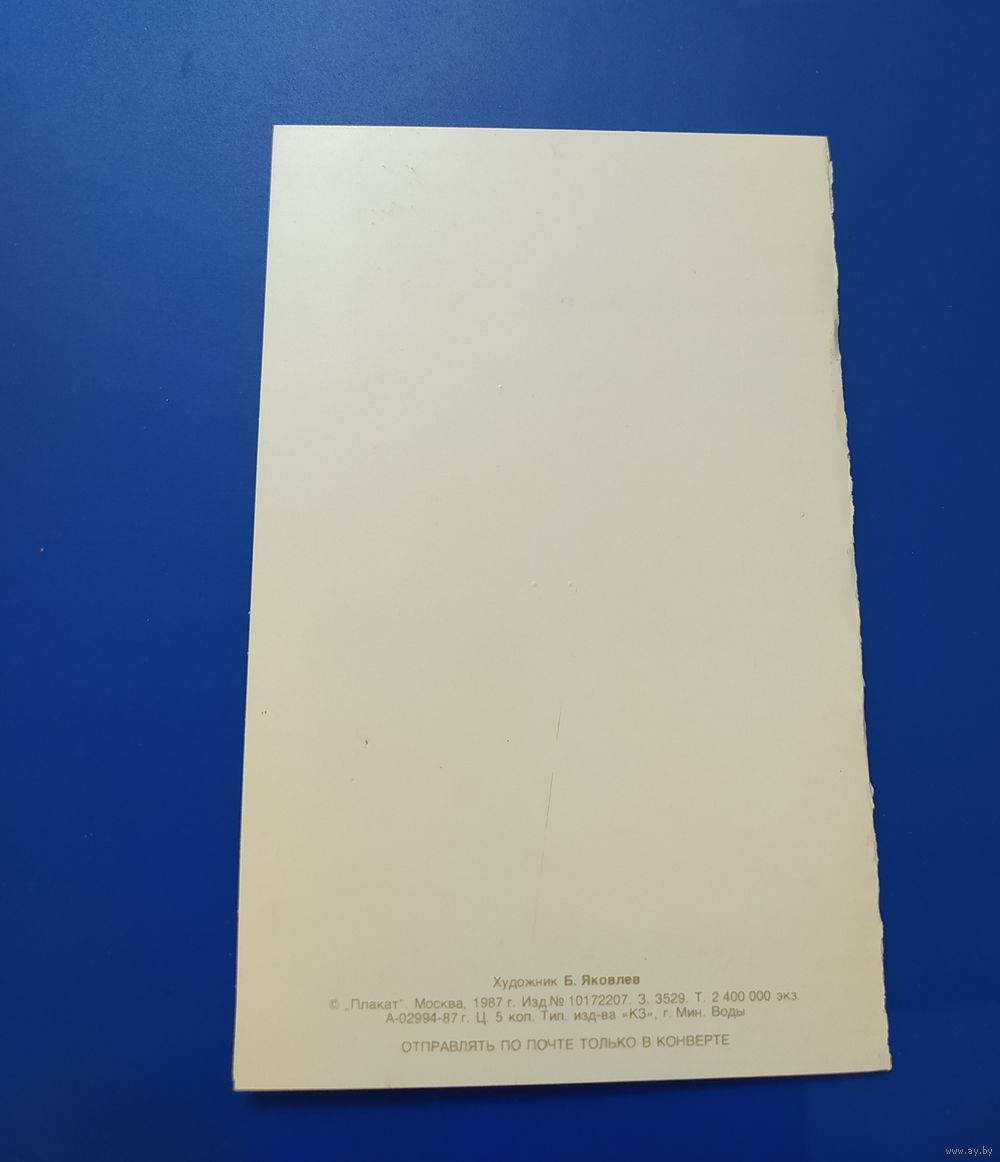 Художник Б. Яковлев
© „Плакат". Москва, 1987 г. Изд.№ 10172207. З. 3529. Т. 2 400 000 экз.
А-02994-87 г. Ц. 5 коп. Тип. изд-ва «КЗ», г. Мин. Воды
ОТПРАВЛЯТЬ ПО ПОЧТЕ ТОЛЬКО В КОНВЕРТЕ
www.ay.by